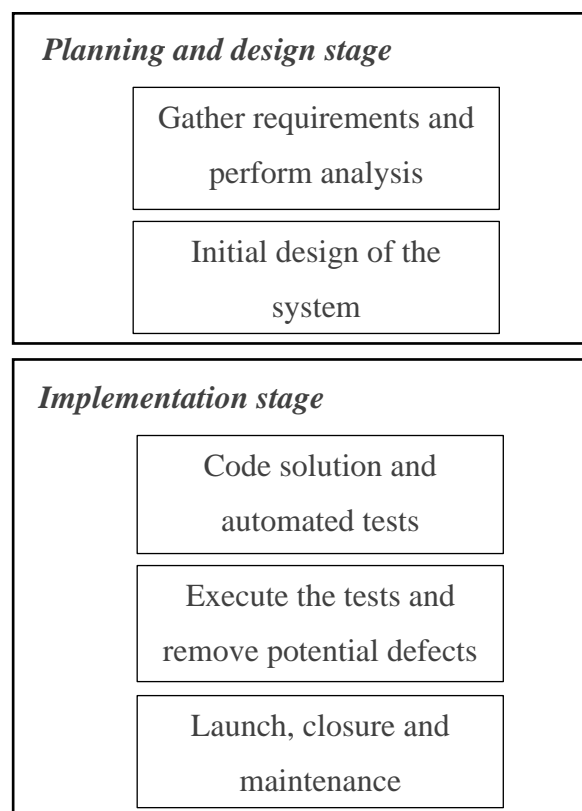 Planning and design stage
Gather requirements and
perform analysis
Initial design of the
system
Implementation stage
Code solution and
automated tests
Execute the tests and
remove potential defects
Launch, closure and
maintenance